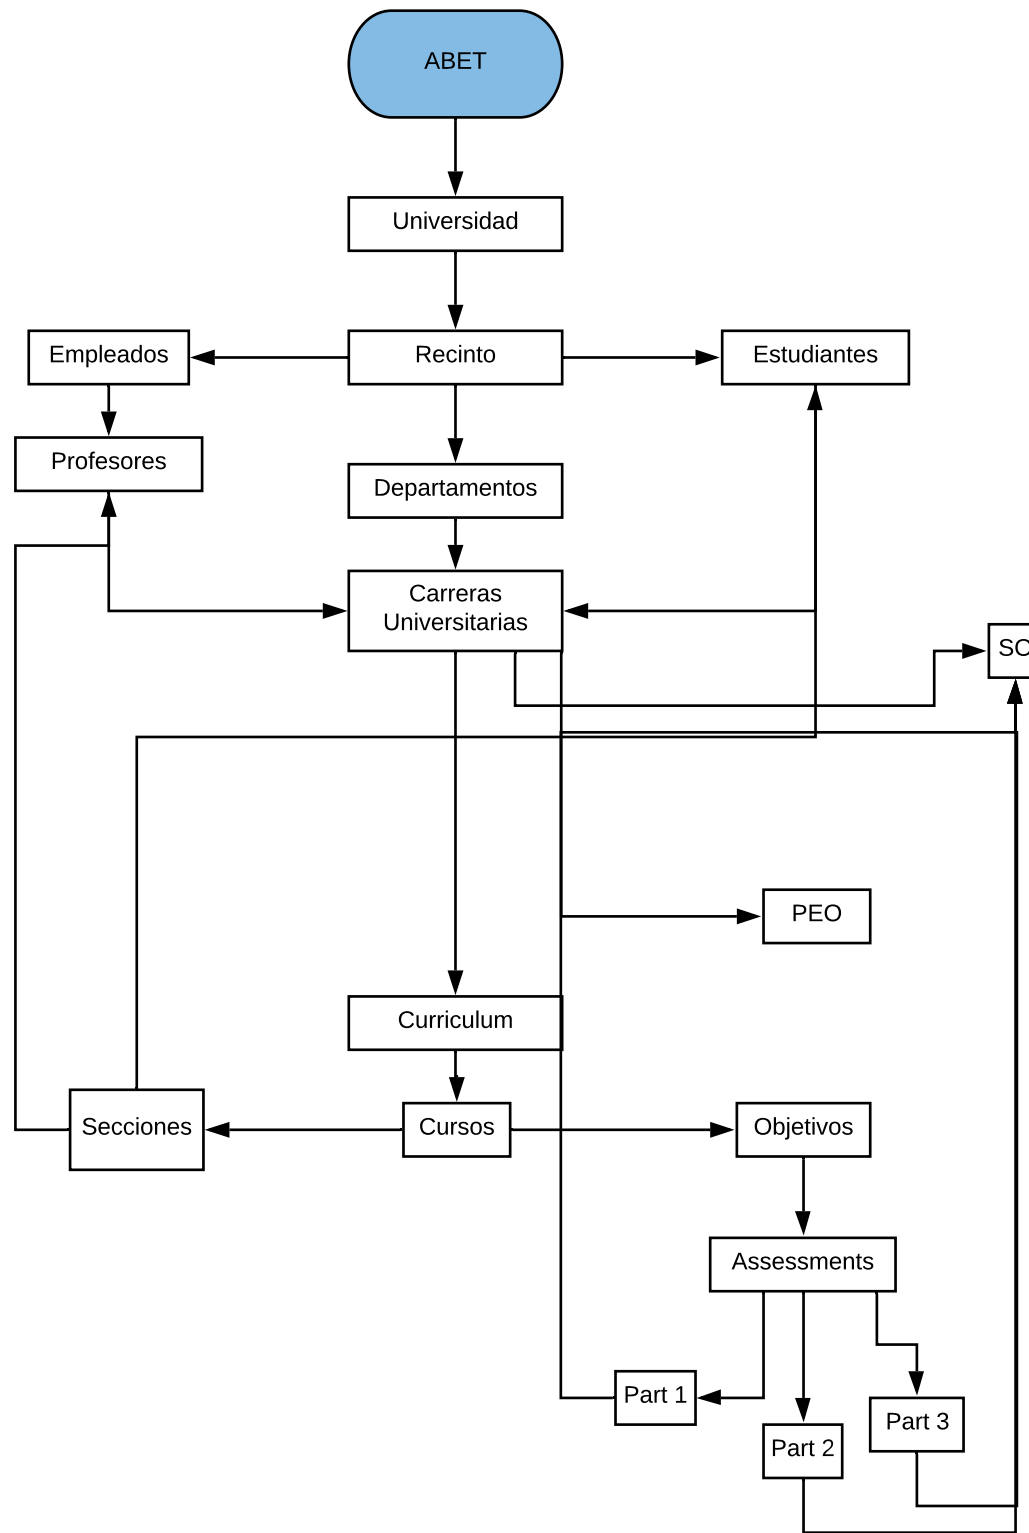 ABET
Universidad
Empleados
Recinto
Estudiantes
Profesores
Departamentos
Carreras
Universitarias
PEO
Curriculum
Secciones
Cursos
Objetivos
Assessments
Part 1
Part 3
Part 2